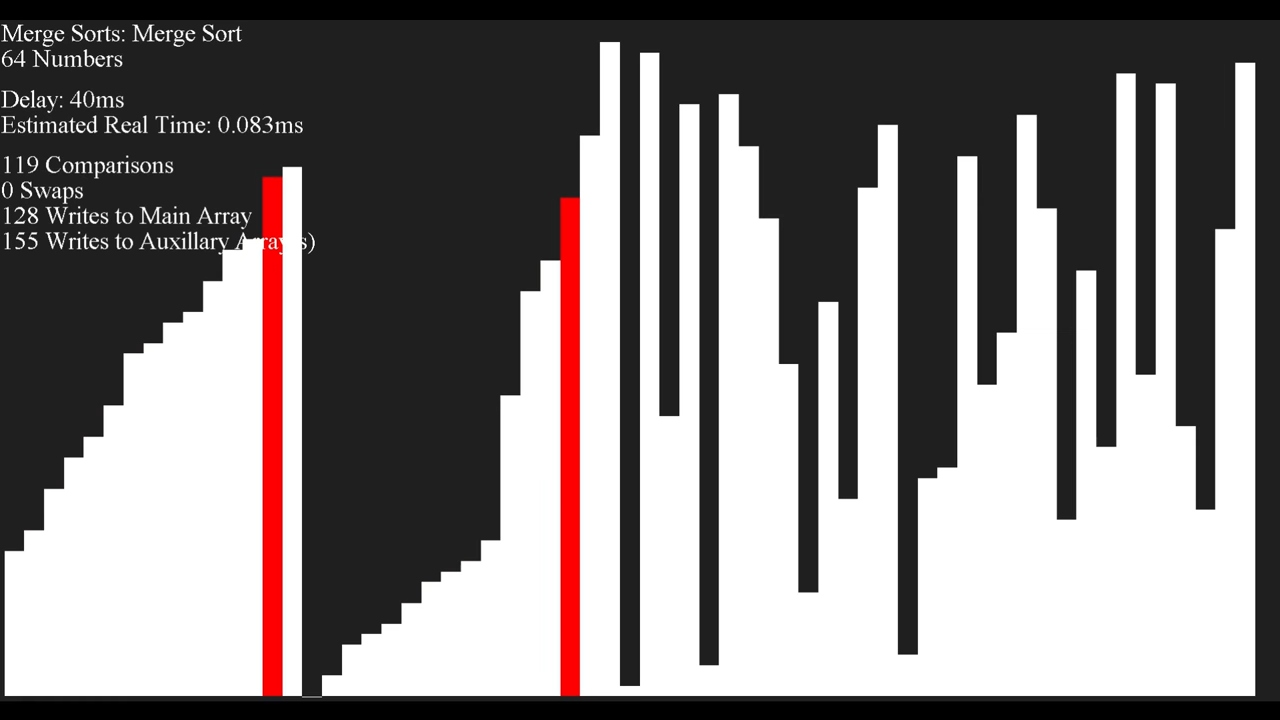 Merge Sorts: Merge Sort
64 Numbers
Delay: 40ms
Estimated Real Time: 0.083ms
119 Comparisons
0 Swaps
128 Writes to Main Array
155 Writes to Auxillary Array(s)